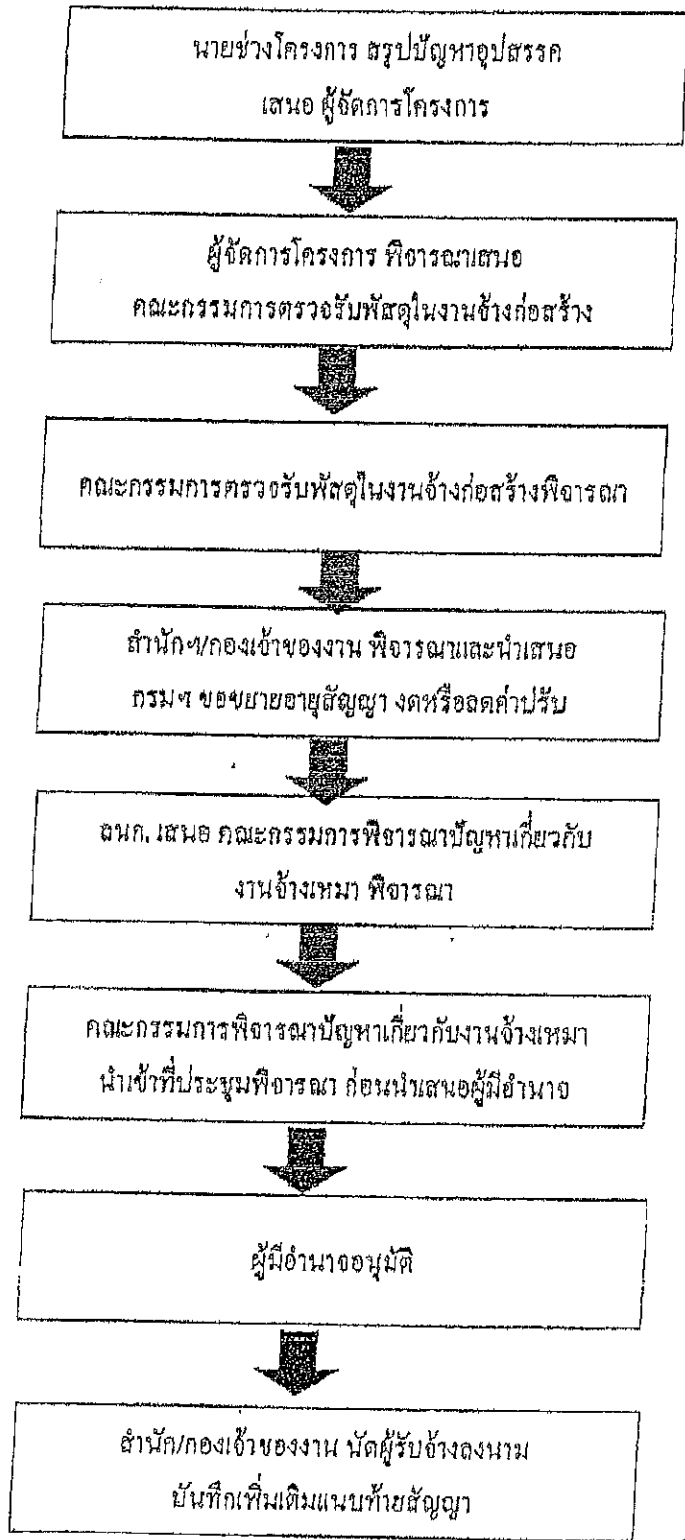 นายช่วงโครงการ สรุปปัญหาอุปสรรค
เสนอ ผู้จัดการโครงการ
ผู้จัดการโครงการ พิจารณาเสนอ
คณะกรรมการตรวจรับพัสดุในงานจ้างก่อสร้าง
คณะกรรมการตรวจรับพัสดุในงานจ้างก่อสร้างพิจารณา
สำนักฯ/กองเจ้าของงาน พิจารณาและนำเสนอ
กรมฯ ขอขยายอายุสัญญา งดหรือลดค่าปรับ
ลนก. เสนอ คณะกรรมการพิจารณาปัญหาเกี่ยวกับ
งานจ้างเหมา พิจารณา
คณะกรรมการพิจารณาปัญหาเกี่ยวกับงานจ้างเหมา
นำเข้าที่ประชุมพิจารณา ก่อนนำเสนอผู้มีอำนาจ
ผู้มีอำนาจอนุมัติ
สำนัก/กองเจ้าของงาน นัดผู้รับจ้างลงนาม
บันทึกเพิ่มเติมแนบท้ายสัญญา